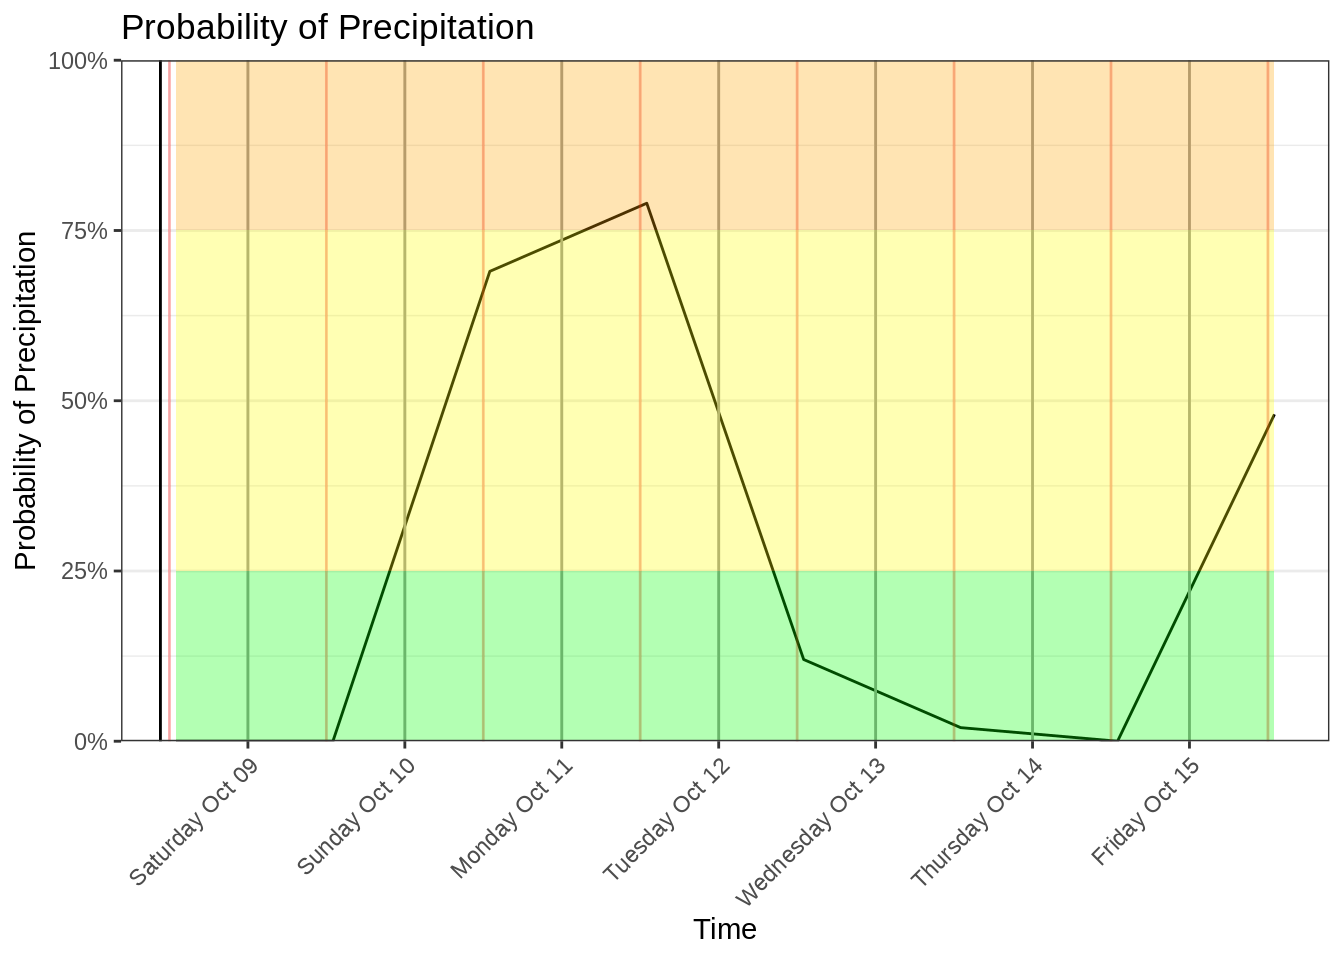 Probability of Precipitation
Probability of Precipitation
100%
75%
50%
25%
0%
Saturday Oct 09
Sunday Oct 10
Monday Oct 11
Tuesday Oct 12
Wednesday Oct 13
Thursday Oct 14
Friday Oct 15
Time